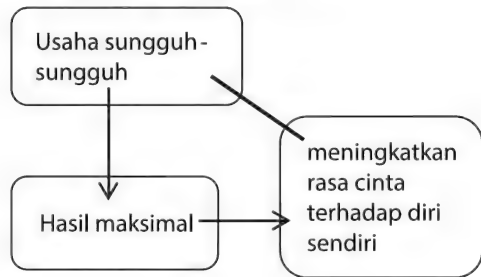 Usaha sungguh-
sungguh
Hasil maksimal
meningkatkan
rasa cinta
terhadap diri
sendiri